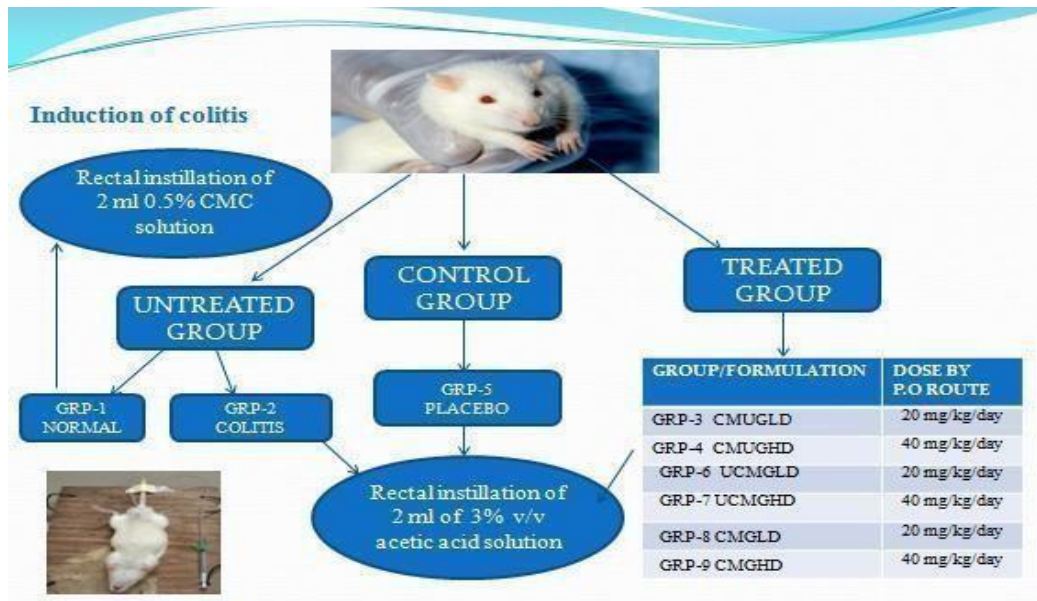 Induction of colitis
Rectal instillation of
2 ml 0.5% CMC
solution
UNTREATED
GROUP
CONTROL
GROUP
TREATED
GROUP
GRP-1
NORMAL
GRP-2
COLITIS
GRP-5
PLACEBO
Rectal instillation of
2 ml of 3% v/v
acetic acid solution
GROUP/FORMULATION DOSE BY
P.O ROUTE
GRP-3 CMUGLD 20 mg/kg/day
GRP-4 CMUGHD 40 mg/kg/day
GRP-6 UCMGLD 20 mg/kg/day
GRP-7 UCMGHD 40 mg/kg/day
GRP-8 CMGLD 20 mg/kg/day
GRP-9 CMGHD 40 mg/kg/day